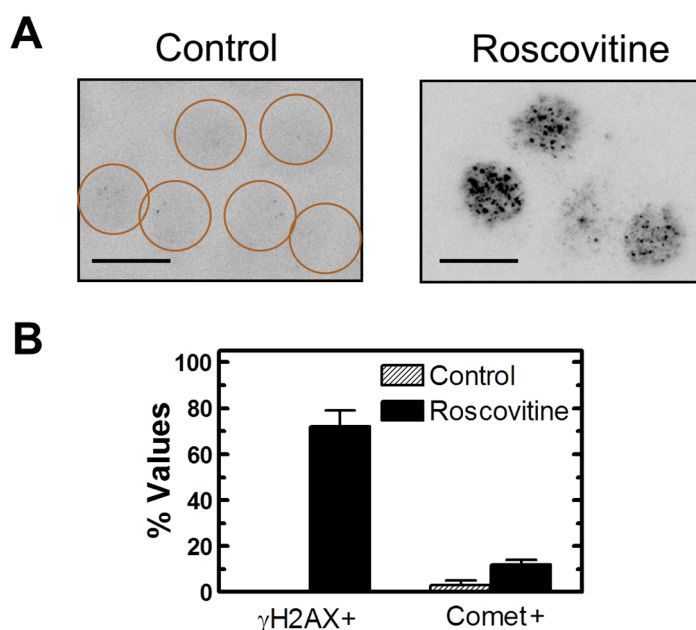 A
Control
Roscovitine
B
% Values
100
80
60
40
20
0
Control
Roscovitine
γH2AX+
Comet+